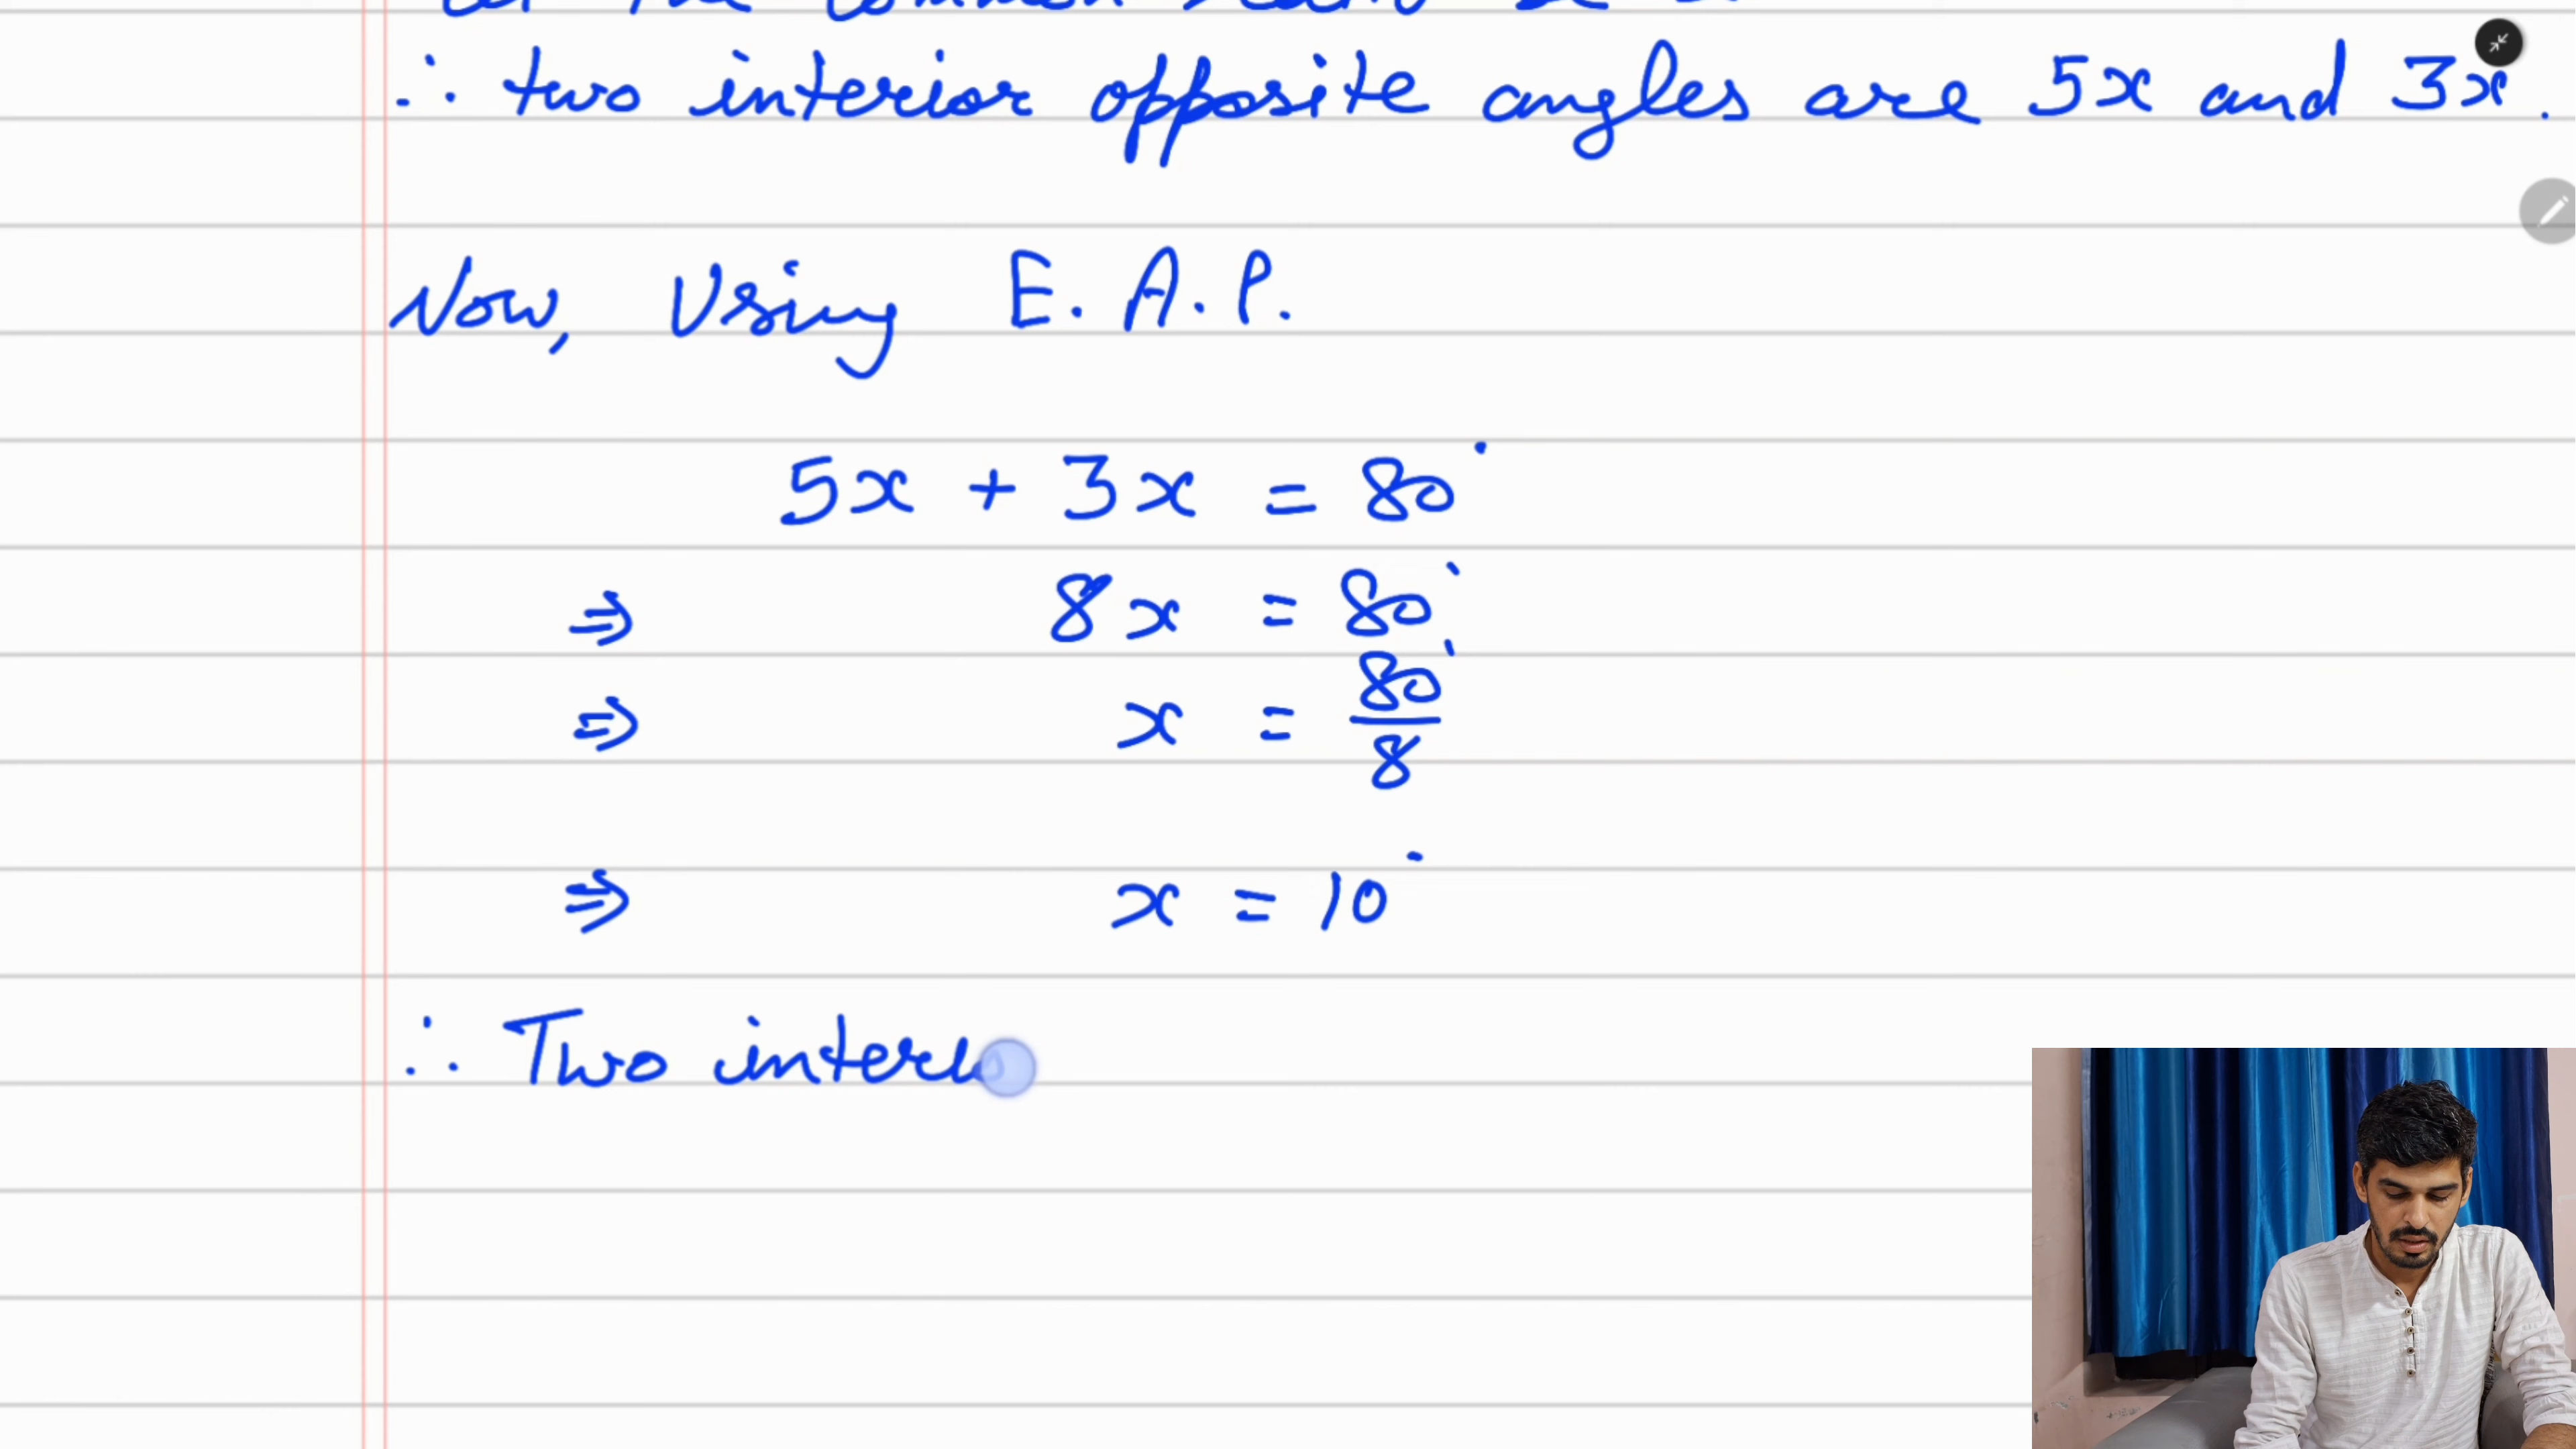 ∴ two interior opposite angles are 5x and 3x.
Now, Using E.A.P.
5x + 3x = 80°
⇒ 8x = 80°
⇒ x = 80°/8
⇒ x = 10°
∴ Two interio